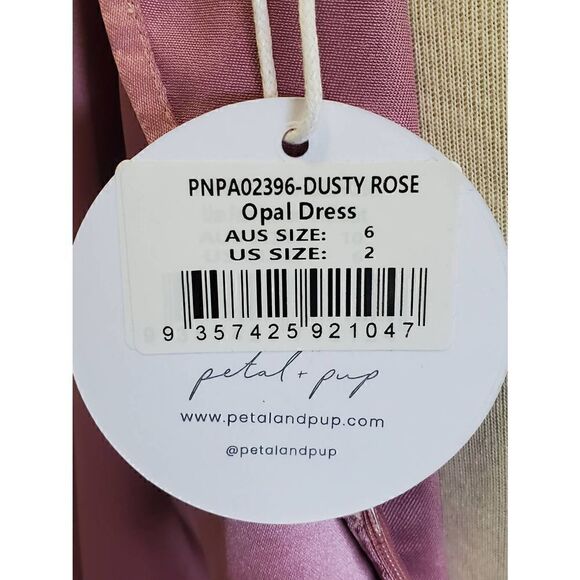 PNPA02396-DUSTY ROSE
Opal Dress
AUS SIZE: 6
US SIZE: 2
9 357425 921047
petal + pup
www.petalandpup.com
@petalandpup